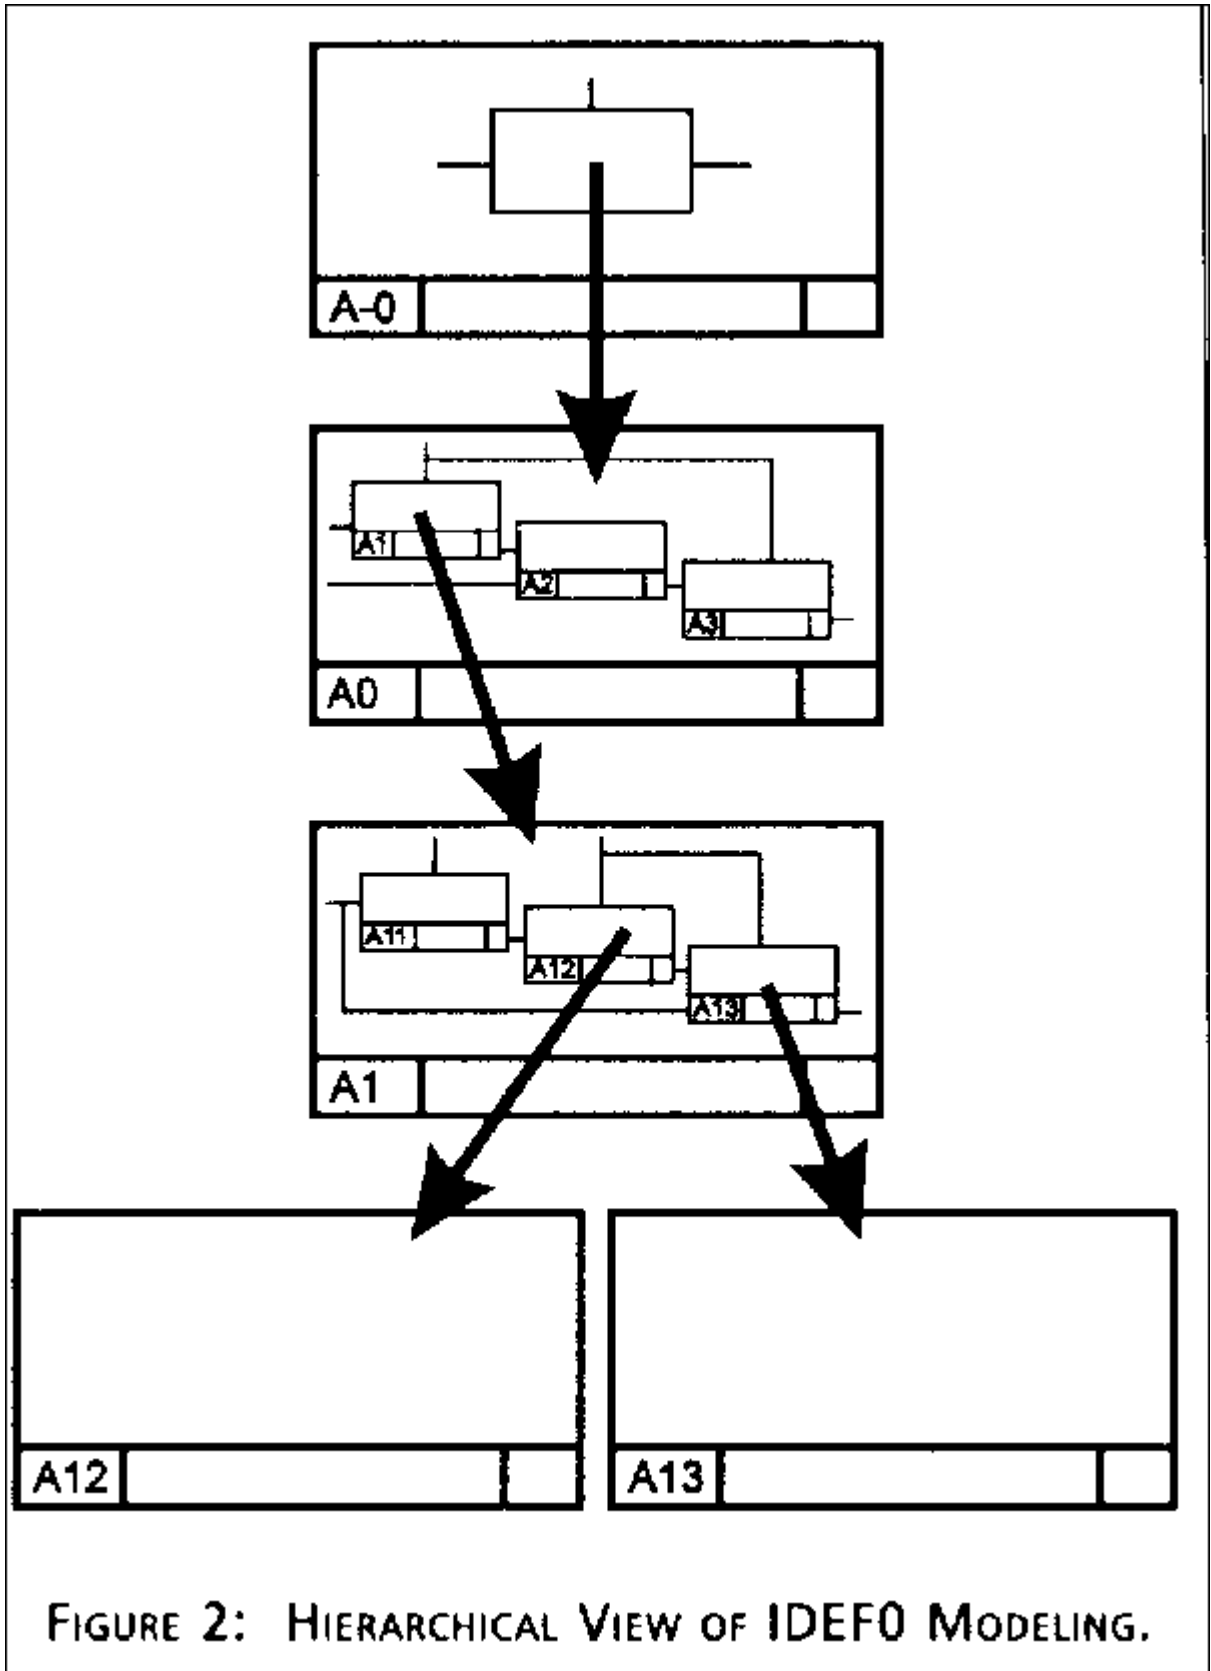 A-0
A1
A2
A3
A0
A11
A12
A13
A1
A12
A13
FIGURE 2: HIERARCHICAL VIEW OF IDEF0 MODELING.